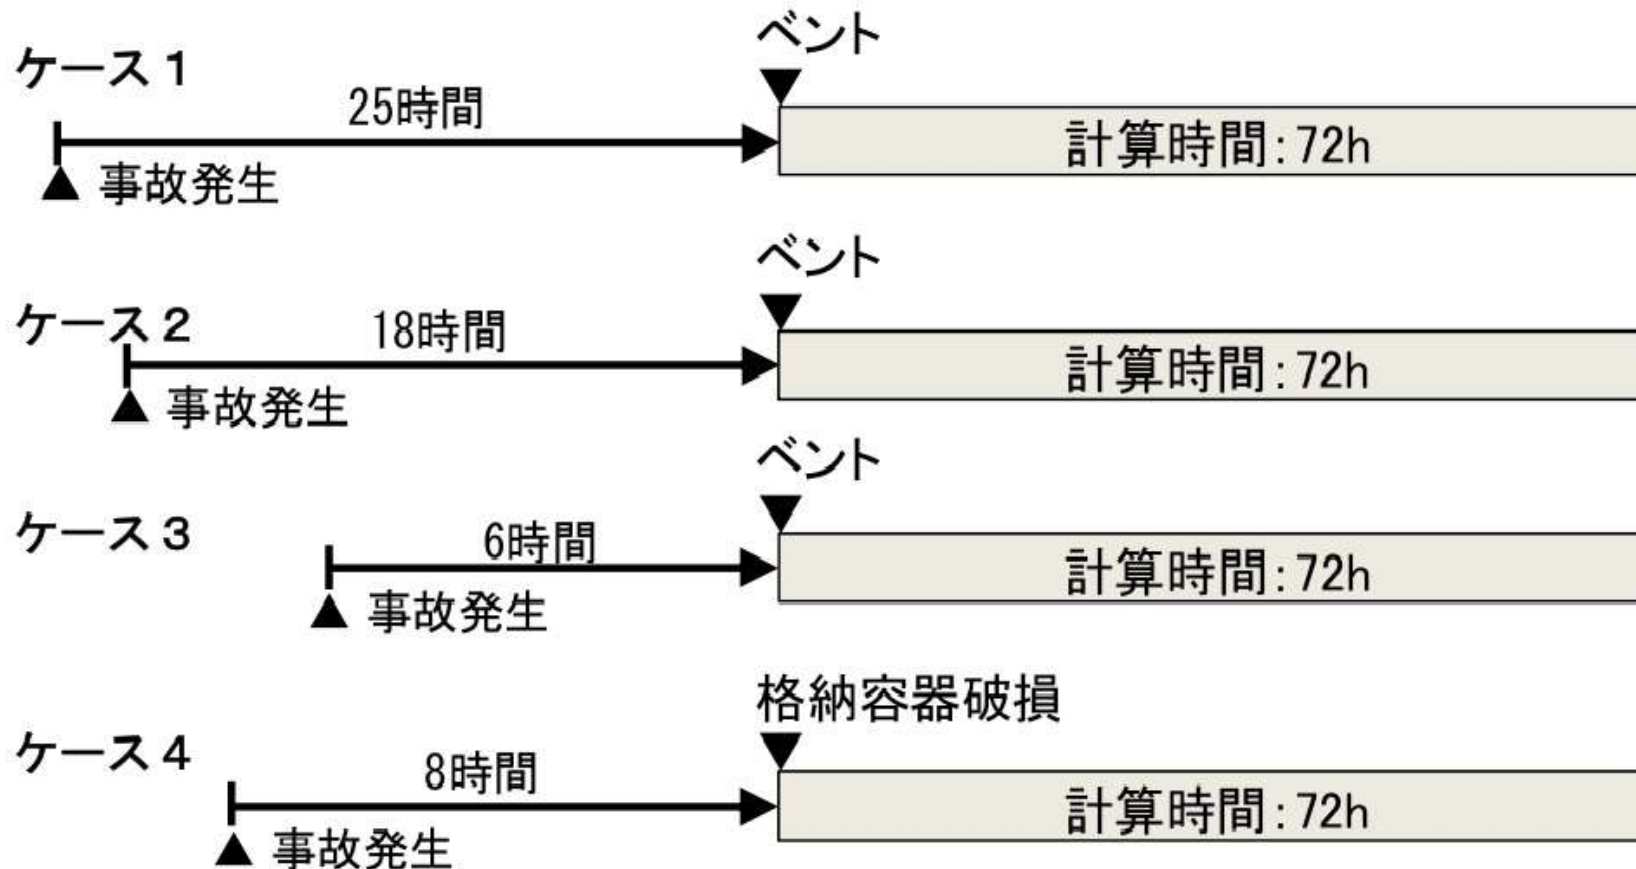 ベント
ケース１
25時間
計算時間：72h
事故発生
ベント
ケース２
18時間
計算時間：72h
事故発生
ベント
ケース３
6時間
計算時間：72h
事故発生
格納容器破損
ケース４
8時間
計算時間：72h
事故発生